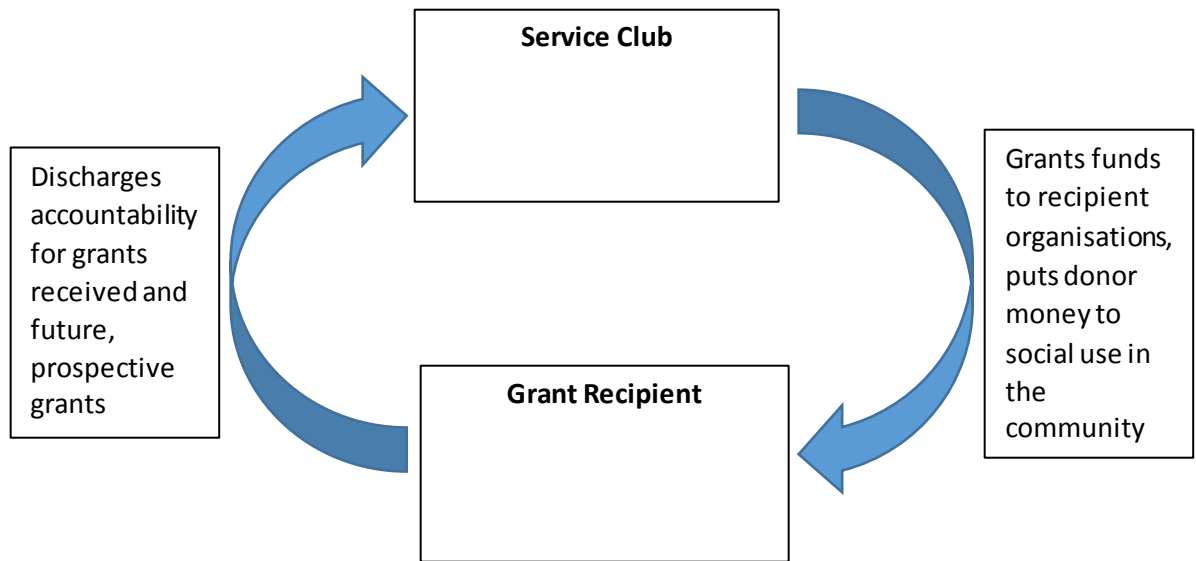 Service Club
Discharges
accountability
for grants
received and
future,
prospective
grants
Grants funds
to recipient
organisations,
puts donor
money to
social use in
the
community
Grant Recipient